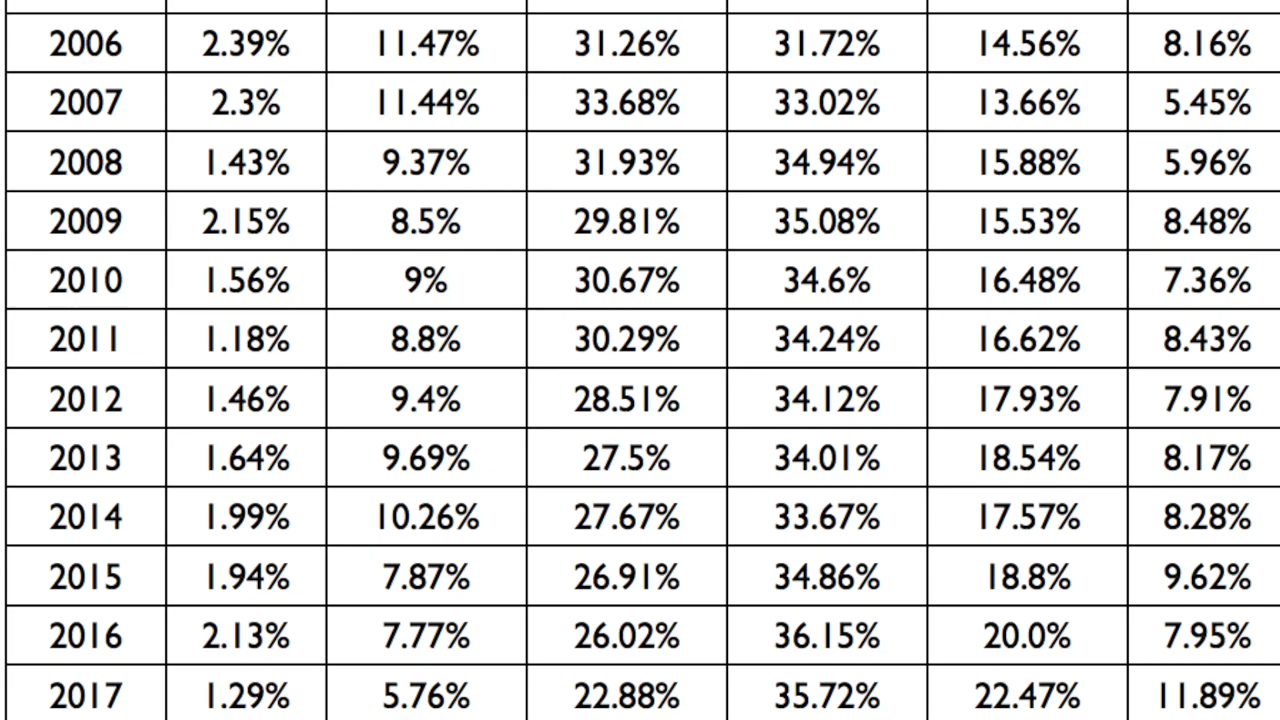 2006 2.39% 11.47% 31.26% 31.72% 14.56% 8.16%
2007 2.3% 11.44% 33.68% 33.02% 13.66% 5.45%
2008 1.43% 9.37% 31.93% 34.94% 15.88% 5.96%
2009 2.15% 8.5% 29.81% 35.08% 15.53% 8.48%
2010 1.56% 9% 30.67% 34.6% 16.48% 7.36%
2011 1.18% 8.8% 30.29% 34.24% 16.62% 8.43%
2012 1.46% 9.4% 28.51% 34.12% 17.93% 7.91%
2013 1.64% 9.69% 27.5% 34.01% 18.54% 8.17%
2014 1.99% 10.26% 27.67% 33.67% 17.57% 8.28%
2015 1.94% 7.87% 26.91% 34.86% 18.8% 9.62%
2016 2.13% 7.77% 26.02% 36.15% 20.0% 7.95%
2017 1.29% 5.76% 22.88% 35.72% 22.47% 11.89%